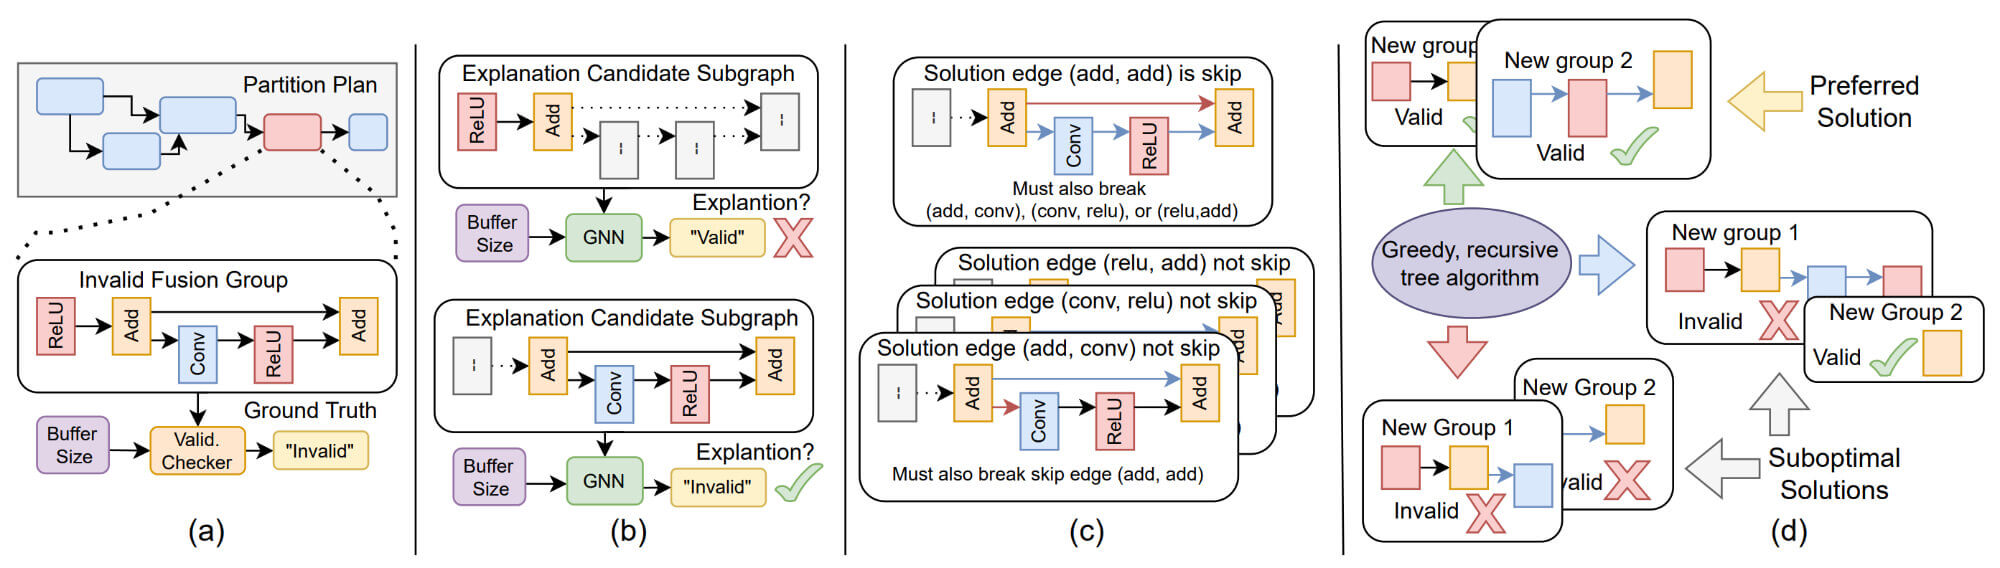 Partition Plan
Invalid Fusion Group
ReLU
Add
Conv
ReLU
Add
Ground Truth
Buffer
Size
Valid.
Checker
"Invalid"
(a)
Explanation Candidate Subgraph
ReLU
Add
Explantion?
Buffer
Size
GNN
"Valid"
Explanation Candidate Subgraph
Add
Conv
ReLU
Add
Explantion?
Buffer
Size
GNN
"Invalid"
(b)
Solution edge (add, add) is skip
Add
Conv
ReLU
Add
Must also break
(add, conv), (conv, relu), or (relu,add)
Solution edge (relu, add) not skip
Solution edge (conv, relu) not skip
Solution edge (add, conv) not skip
Add
Conv
ReLU
Add
Must also break skip edge (add, add)
(c)
New group
Valid
New group 2
Valid
Preferred
Solution
Greedy, recursive
tree algorithm
New group 1
Invalid
New Group 2
Valid
New Group 2
New Group 1
Invalid
Suboptimal
Solutions
(d)